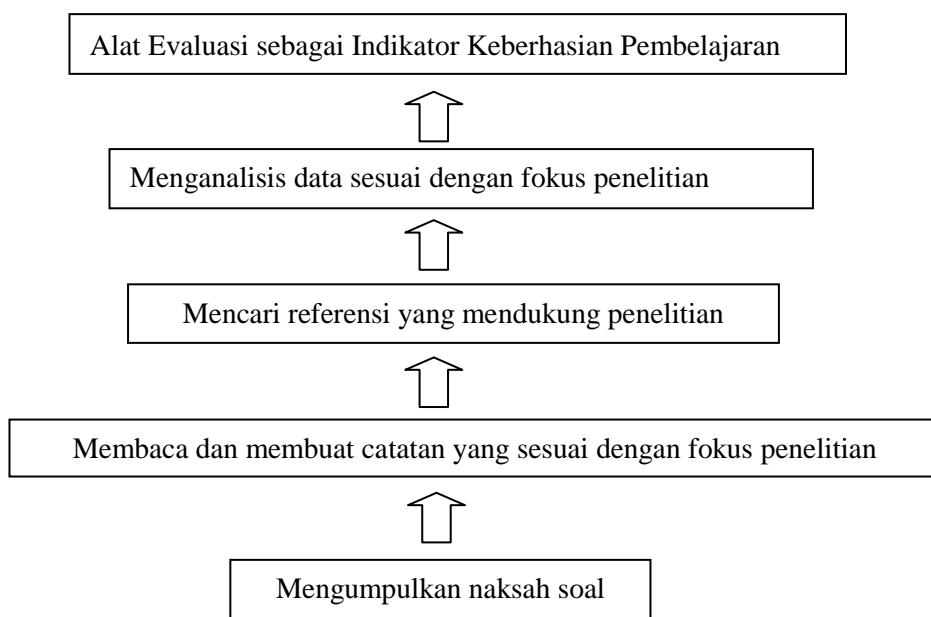 Alat Evaluasi sebagai Indikator Keberhasian Pembelajaran
Menganalisis data sesuai dengan fokus penelitian
Mencari referensi yang mendukung penelitian
Membaca dan membuat catatan yang sesuai dengan fokus penelitian
Mengumpulkan naksah soal